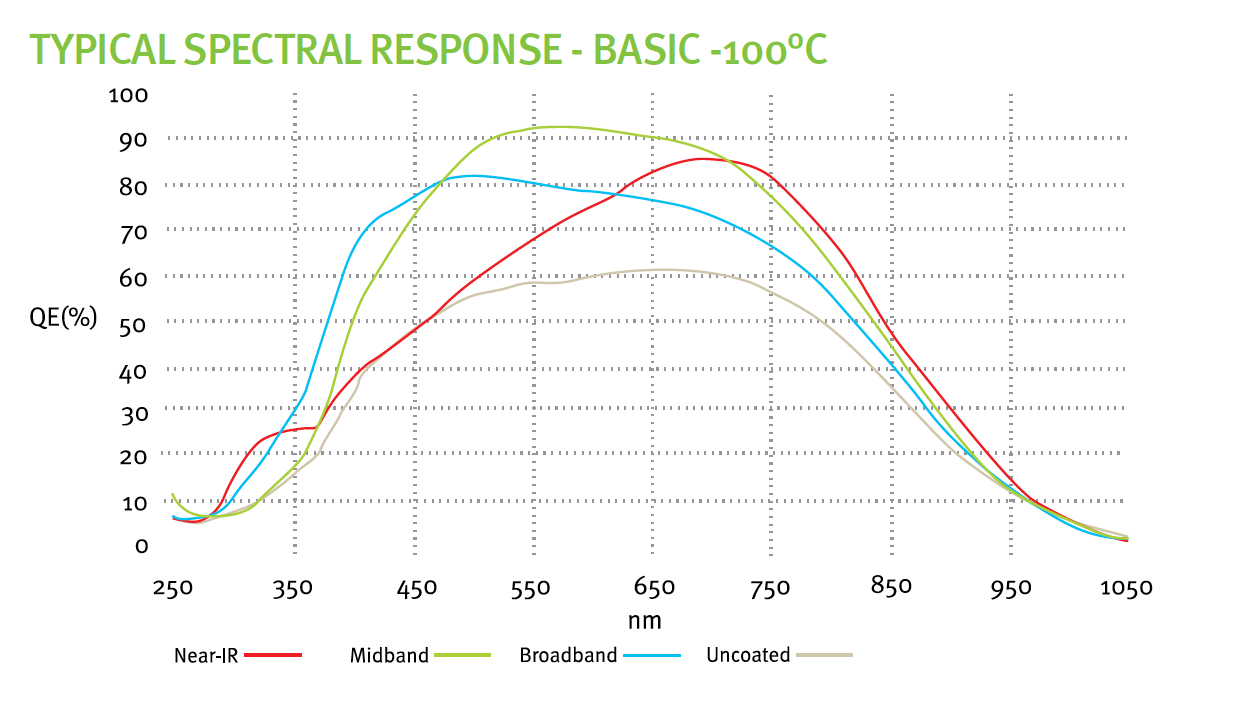 TYPICAL SPECTRAL RESPONSE - BASIC -100ºC
100
90
80
70
60
QE(%)
50
40
30
20
10
0
250 350 450 550 650 750 850 950 1050
nm
Near-IR Midband Broadband Uncoated